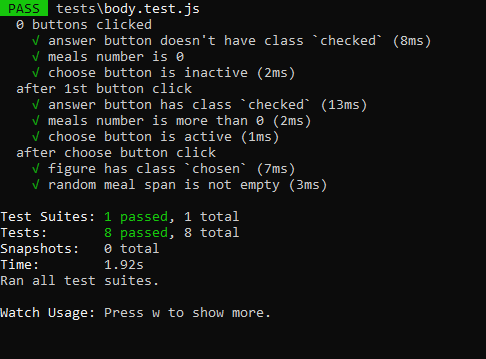 PASS tests\body.test.js
0 buttons clicked
√ answer button doesn't have class `checked` (8ms)
√ meals number is 0
√ choose button is inactive (2ms)
after 1st button click
√ answer button has class `checked` (13ms)
√ meals number is more than 0 (2ms)
√ choose button is active (1ms)
after choose button click
√ figure has class `chosen` (7ms)
√ random meal span is not empty (3ms)
Test Suites: 1 passed, 1 total
Tests: 8 passed, 8 total
Snapshots: 0 total
Time: 1.92s
Ran all test suites.
Watch Usage: Press w to show more.